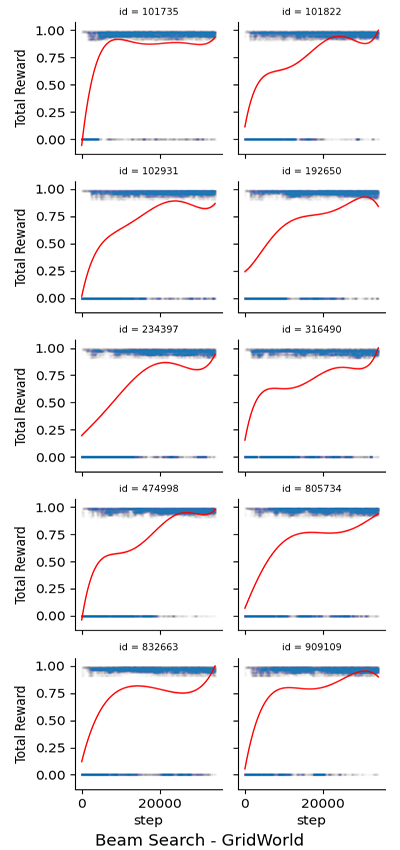 id = 101735
id = 101822
Total Reward
1.00
0.75
0.50
0.25
0.00
id = 102931
id = 192650
Total Reward
1.00
0.75
0.50
0.25
0.00
id = 234397
id = 316490
Total Reward
1.00
0.75
0.50
0.25
0.00
id = 474998
id = 805734
Total Reward
1.00
0.75
0.50
0.25
0.00
id = 832663
id = 909109
Total Reward
1.00
0.75
0.50
0.25
0.00
0 20000
0 20000
step
step
Beam Search - GridWorld